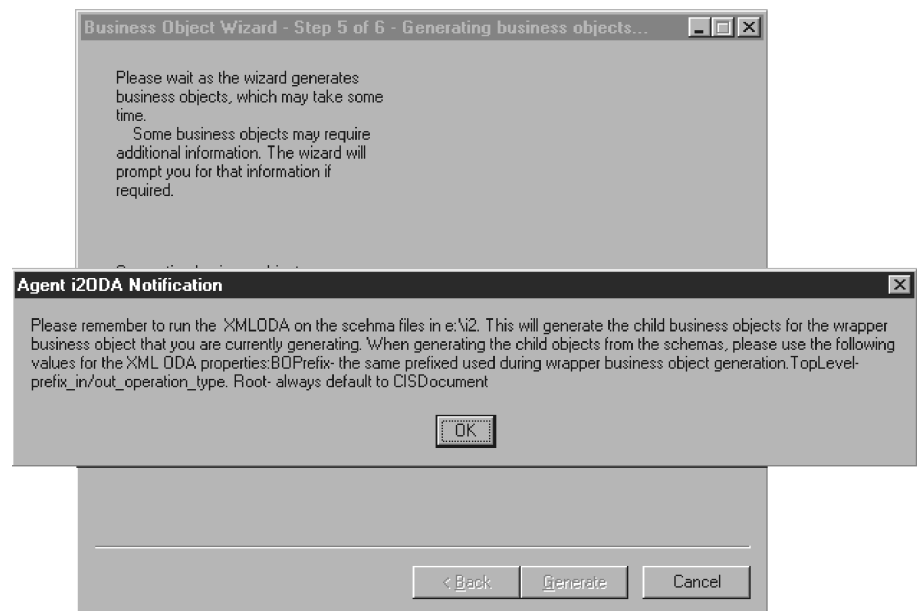 Business Object Wizard - Step 5 of 6 - Generating business objects...
Please wait as the wizard generates
business objects, which may take some
time.
Some business objects may require
additional information. The wizard will
prompt you for that information if
required.
Agent i2ODA Notification
Please remember to run the XMLODA on the scehma files in e:\i2. This will generate the child business objects for the wrapper
business object that you are currently generating. When generating the child objects from the schemas, please use the following
values for the XML ODA properties:BOPrefix- the same prefixed used during wrapper business object generation.TopLevel-
prefix_in/out_operation_type. Root- always default to CISDocument
OK
< Back
Generate
Cancel